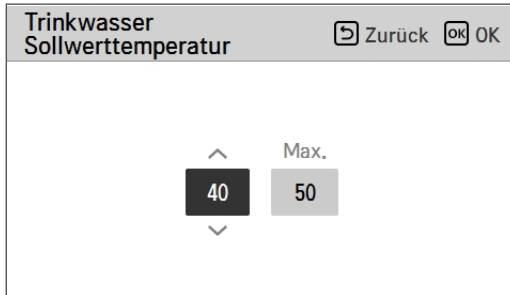 Trinkwasser
Sollwerttemperatur
Zurück OK OK
Max.
40 50